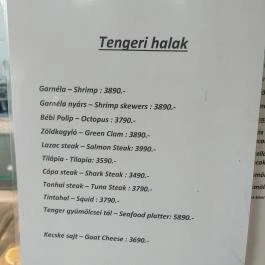 Tengeri halak
Garnéla – Shrimp : 3890.-
Garnéla nyárs – Shrimp skewers : 3890.-
Bébi Polip – Octopus : 3790.-
Zöldkagyló – Green Clam : 3890.-
Lazac steak – Salmon Steak: 3990.-
Tilápia - Tilapia: 3590.-
Cápa steak – Shark Steak : 3490.-
Tonhal steak – Tuna Steak : 3790.-
Tintahal – Squid : 3790.-
Tenger gyümölcsei tál – Seafood platter: 5890.-
Kecske sajt – Goat Cheese : 3690.-